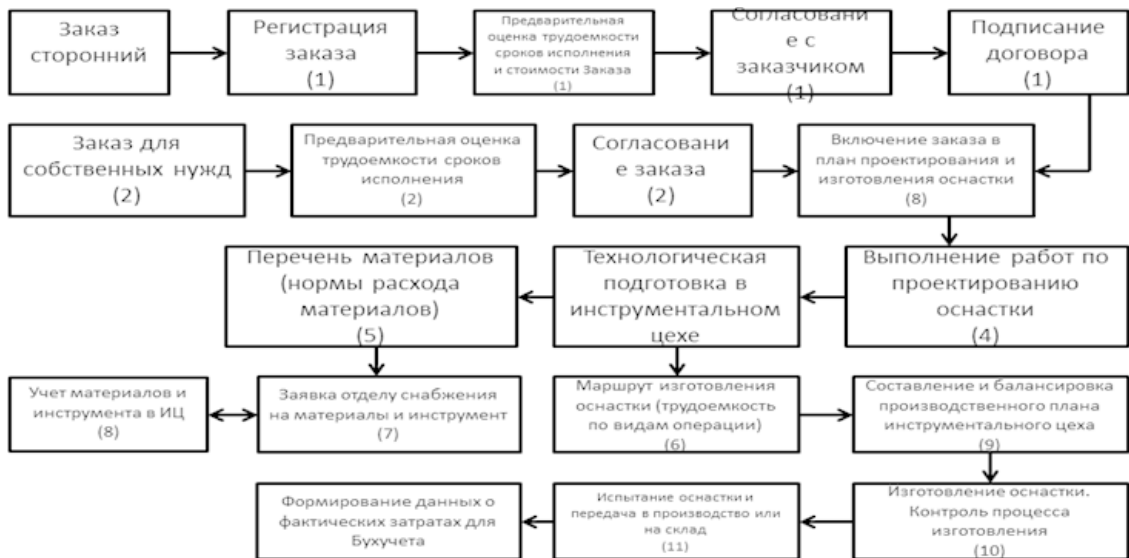 Заказ
сторонний
Регистрация
заказа
(1)
Предварительная
оценка трудоемкости
сроков исполнения
и стоимости Заказа
(1)
Согласовани
е с
заказчиком
(1)
Подписание
договора
(1)
Заказ для
собственных нужд
(2)
Предварительная оценка
трудоемкости сроков
исполнения
(2)
Согласовани
е заказа
(2)
Включение заказа в
план проектирования и
изготовления оснастки
(8)
Перечень материалов
(нормы расхода
материалов)
(5)
Технологическая
подготовка в
инструментальном
цехе
Выполнение работ по
проектированию
оснастки
(4)
Учет материалов и
инструмента в ИЦ
(8)
Заявка отделу снабжения
на материалы и инструмент
(7)
Маршрут изготовления
оснастки (трудоемкость
по видам операции)
(6)
Составление и балансировка
производственного плана
инструментального цеха
(9)
Формирование данных о
фактических затратах для
Бухучета
Испытание оснастки и
передача в производство или
на склад
(11)
Изготовление оснастки.
Контроль процесса
изготовления
(10)